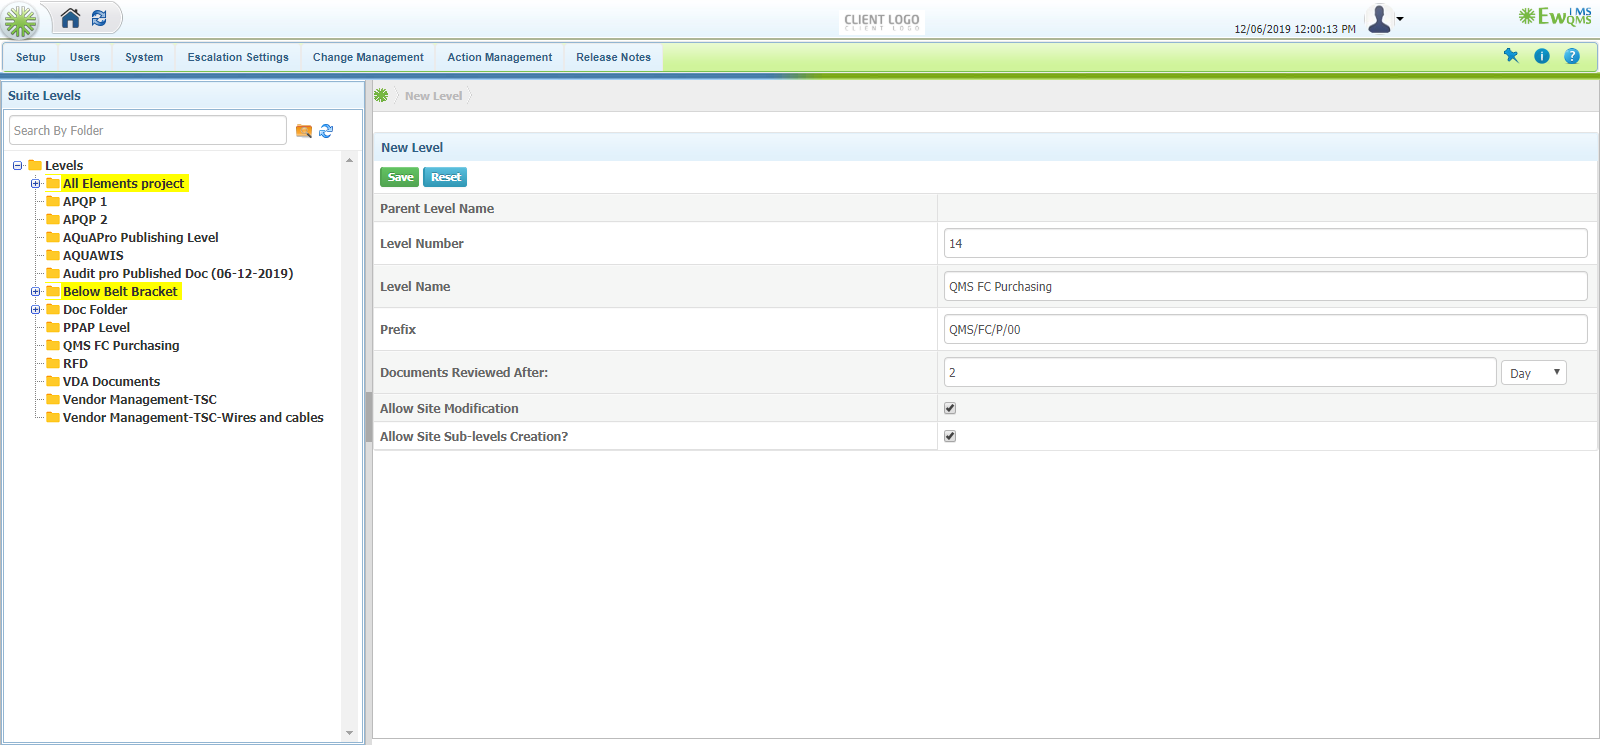 CLIENT LOGO
CLIENT LOGO
12/06/2019 12:00:13 PM
EwQMS
IMS
Setup Users System Escalation Settings Change Management Action Management Release Notes
Suite Levels
New Level
Search By Folder
Levels
All Elements project
APQP 1
APQP 2
AQuAPro Publishing Level
AQUAWIS
Audit pro Published Doc (06-12-2019)
Below Belt Bracket
Doc Folder
PPAP Level
QMS FC Purchasing
RFD
VDA Documents
Vendor Management-TSC
Vendor Management-TSC-Wires and cables
New Level
Save Reset
Parent Level Name
Level Number 14
Level Name QMS FC Purchasing
Prefix QMS/FC/P/00
Documents Reviewed After: 2 Day
Allow Site Modification
Allow Site Sub-levels Creation?